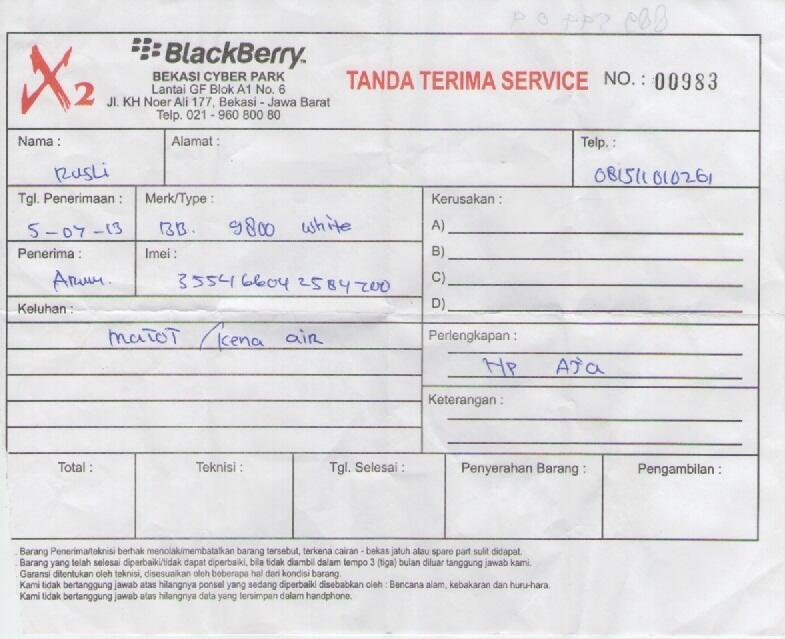 X2
BlackBerry
BEKASI CYBER PARK
Lantai GF Blok A1 No. 6
Jl. KH Noer Ali 177, Bekasi - Jawa Barat
Telp. 021 - 960 800 80
TANDA TERIMA SERVICE NO. : 00983
Nama : Rusli
Alamat :
Telp. : 081511010261
Tgl. Penerimaan : 5-07-13
Merk/Type : BB. 9800 white
Kerusakan :
A)
B)
C)
D)
Penerima :
Imei : 3554166042584700
Keluhan :
matot / kena air
Perlengkapan :
Hp Aja
Keterangan :
Total :
Teknisi :
Tgl. Selesai :
Penyerahan Barang :
Pengambilan :
. Barang Penerima/teknisi berhak menolak/membatalkan barang tersebut, terkena cairan - bekas jatuh atau spare part sulit didapat.
. Barang yang telah selesai diperbaiki/tidak dapat diperbaiki, bila tidak diambil dalam tempo 3 (tiga) bulan diluar tanggung jawab kami.
. Garansi ditentukan oleh teknisi, disesuaikan oleh beberapa hal dari kondisi barang.
. Kami tidak bertanggung jawab atas hilangnya ponsel yang sedang diperbaiki disebabkan oleh : Bencana alam, kebakaran dan huru-hara.
. Kami tidak bertanggung jawab atas hilangnya data yang tersimpan dalam handphone.